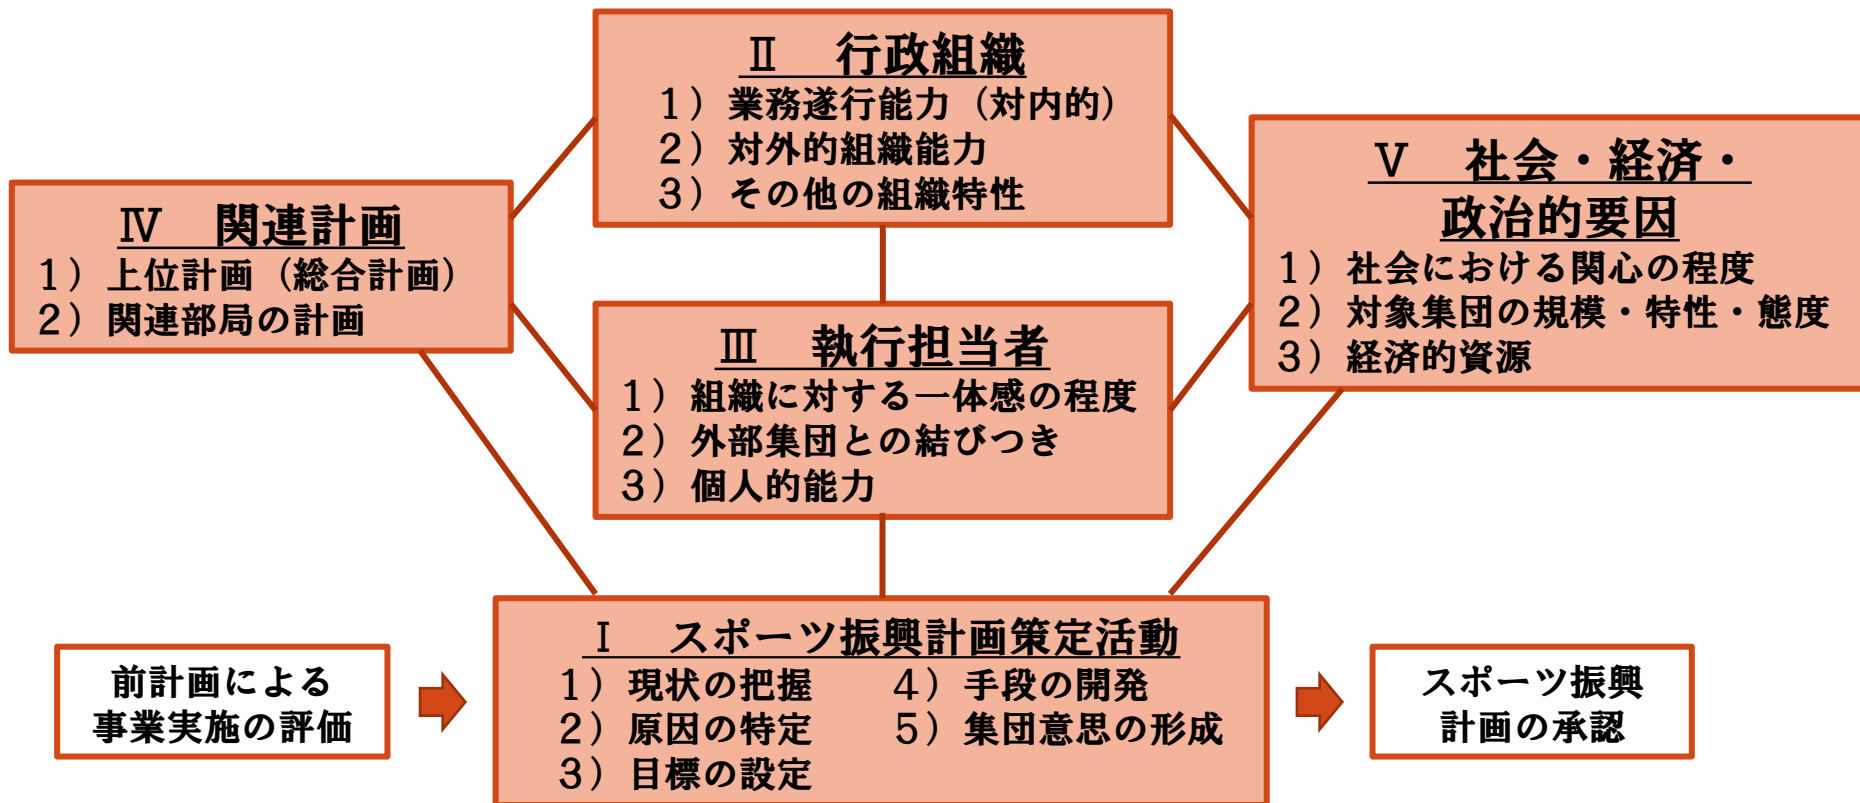 Ⅱ　行政組織
１）業務遂行能力（対内的）
２）対外的組織能力
３）その他の組織特性
Ⅳ　関連計画
１）上位計画（総合計画）
２）関連部局の計画
Ⅴ　社会・経済・
政治的要因
１）社会における関心の程度
２）対象集団の規模・特性・態度
３）経済的資源
Ⅲ　執行担当者
１）組織に対する一体感の程度
２）外部集団との結びつき
３）個人的能力
前計画による
事業実施の評価
Ⅰ　スポーツ振興計画策定活動
１）現状の把握　　４）手段の開発
２）原因の特定　　５）集団意思の形成
３）目標の設定
スポーツ振興
計画の承認